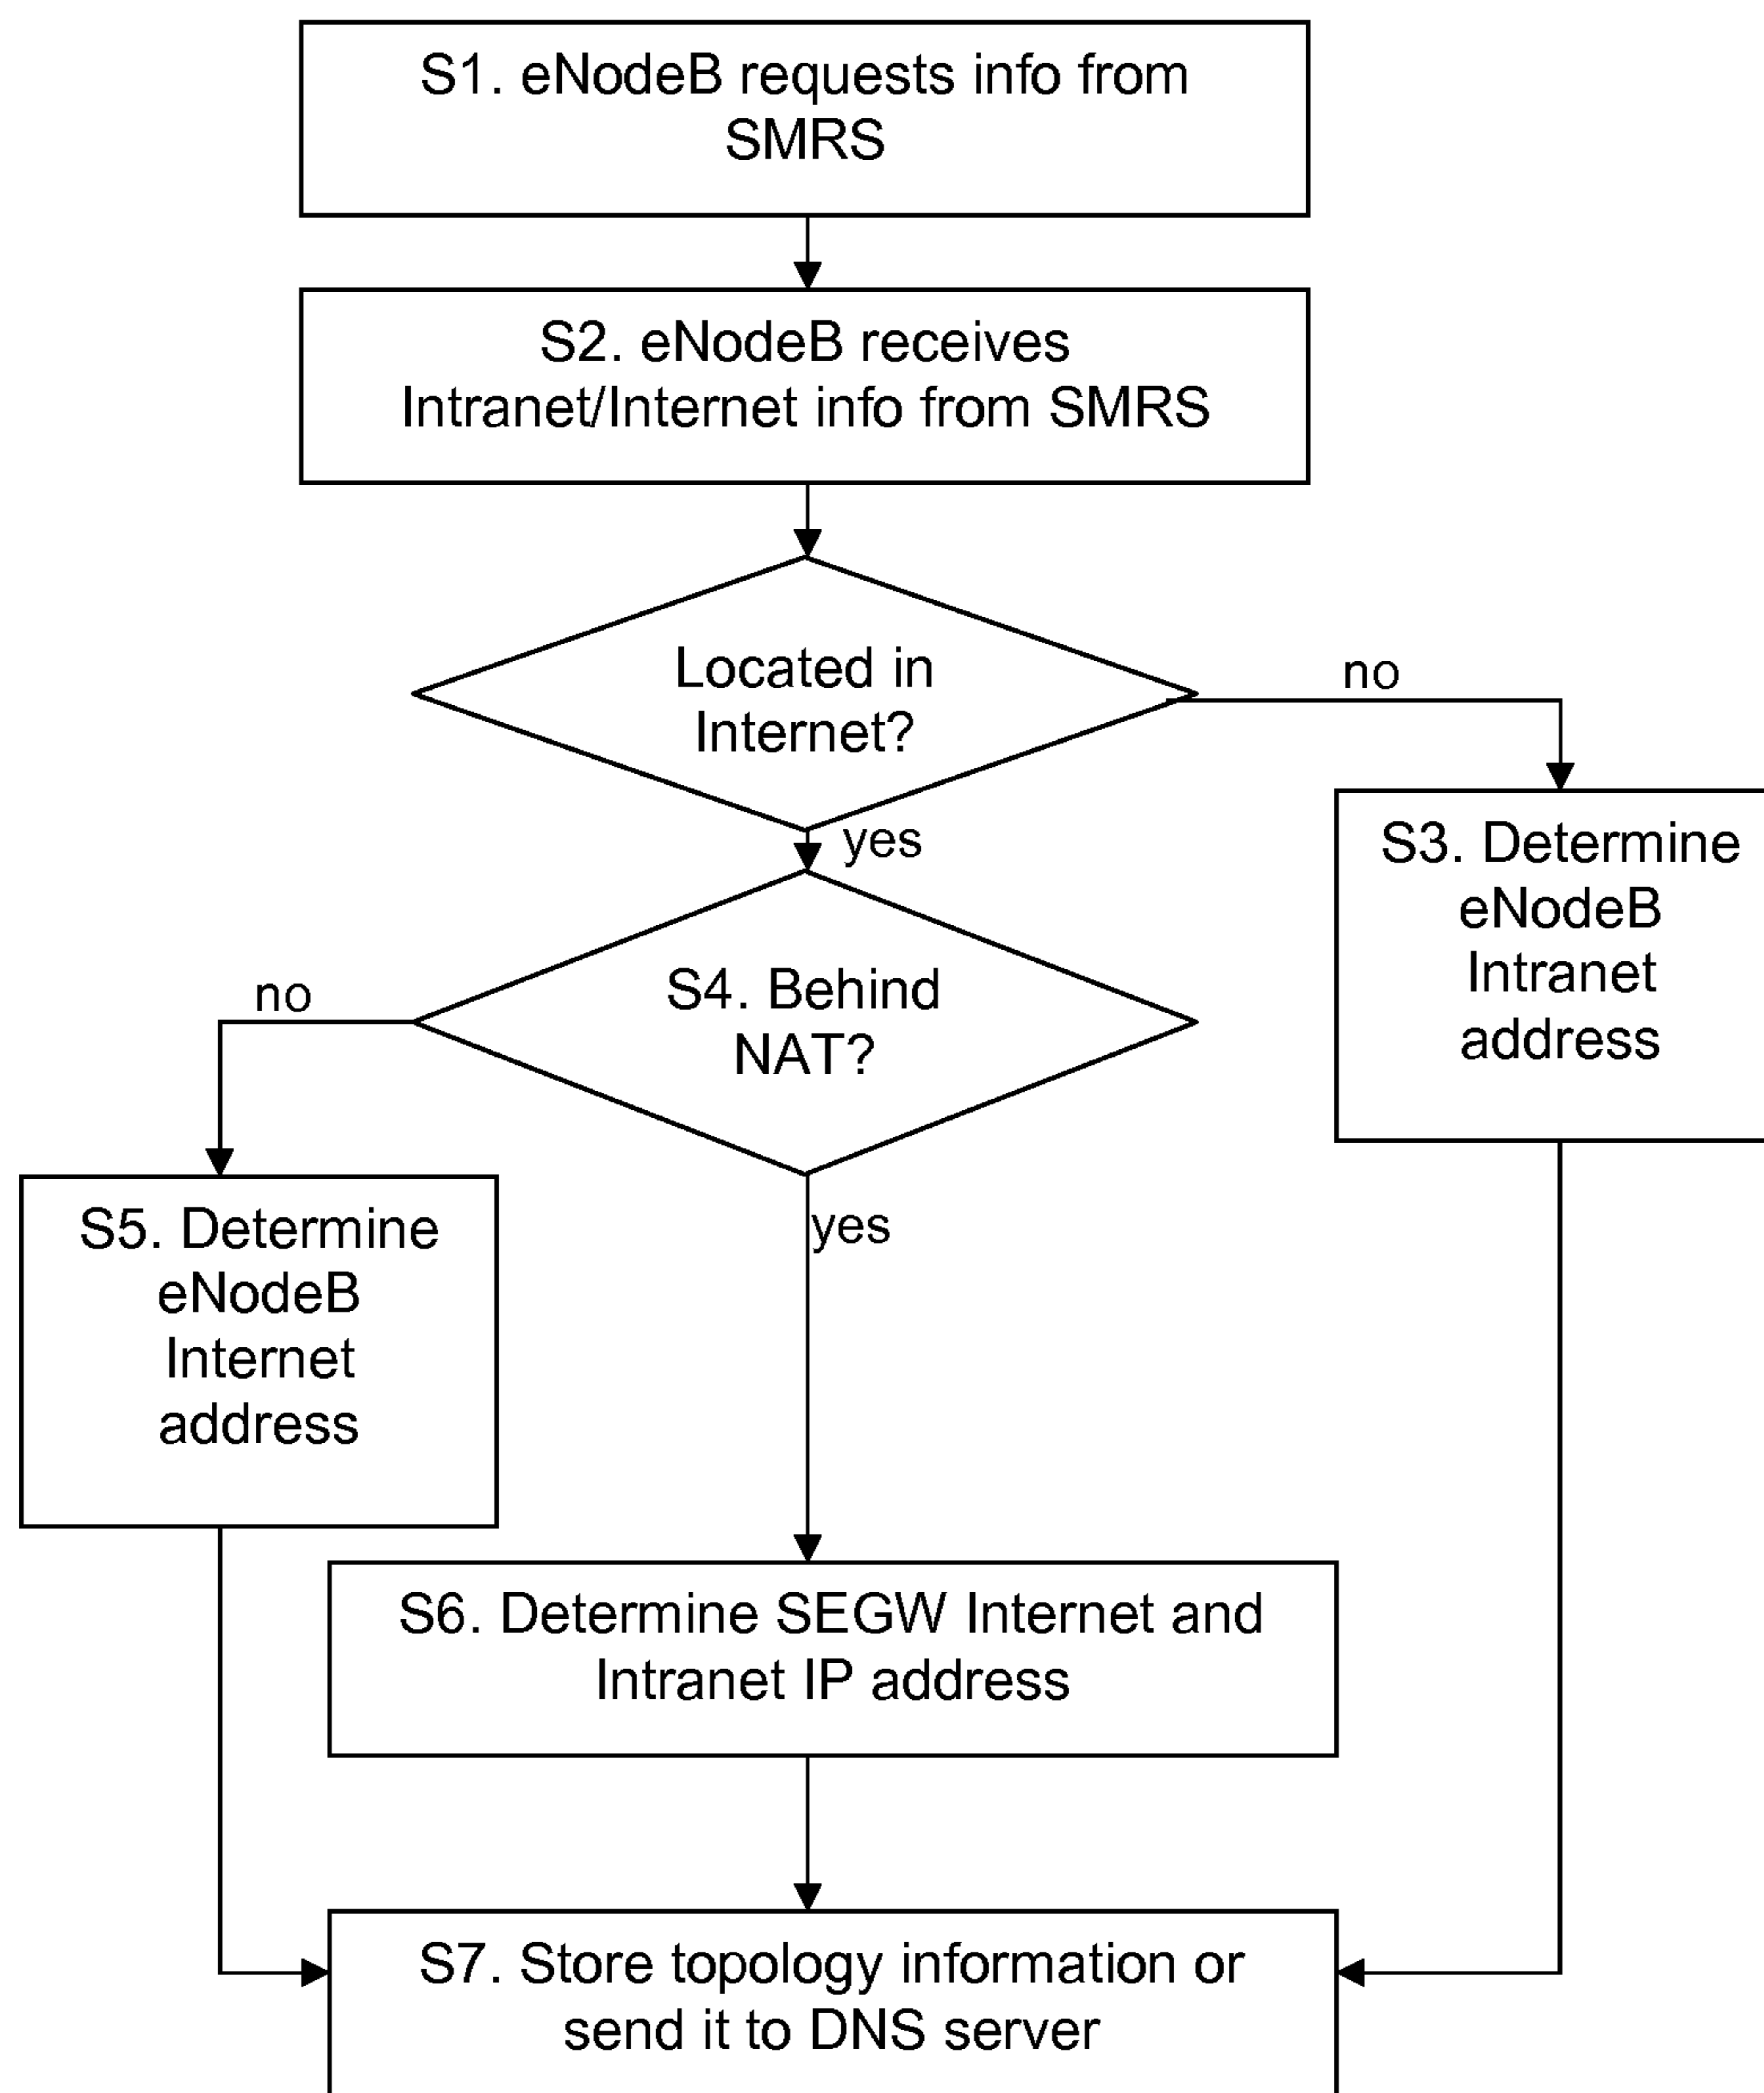 S1. eNodeB requests info from
SMRS
S2. eNodeB receives
Intranet/Internet info from SMRS
Located in
Internet?
no
yes
S3. Determine
eNodeB
Intranet
address
S4. Behind
NAT?
no
yes
S5. Determine
eNodeB
Internet
address
S6. Determine SEGW Internet and
Intranet IP address
S7. Store topology information or
send it to DNS server